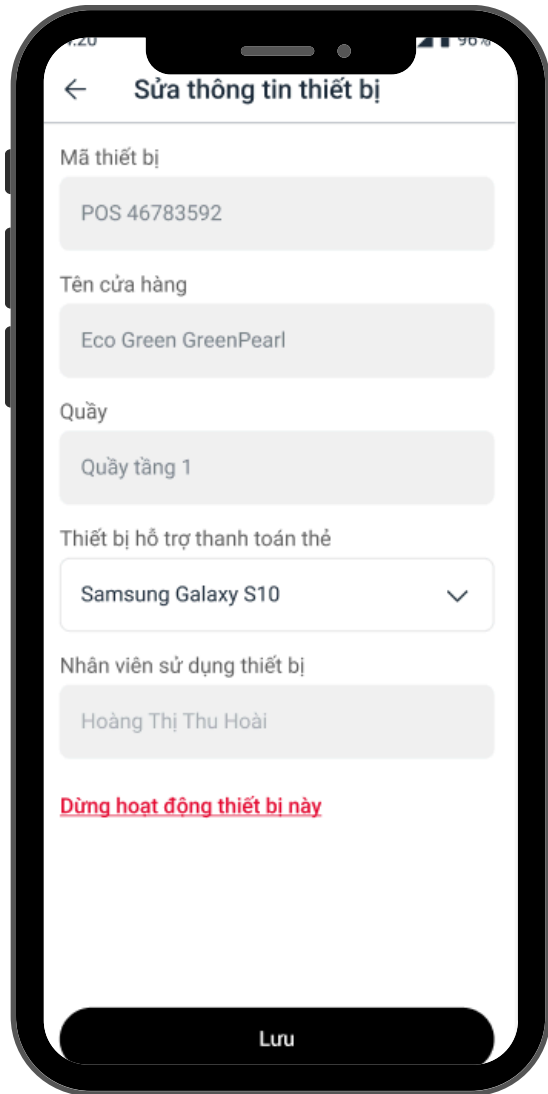 Sửa thông tin thiết bị
Mã thiết bị
POS 46783592
Tên cửa hàng
Eco Green GreenPearl
Quầy
Quầy tầng 1
Thiết bị hỗ trợ thanh toán thẻ
Samsung Galaxy S10
Nhân viên sử dụng thiết bị
Hoàng Thị Thu Hoài
Dừng hoạt động thiết bị này
Lưu